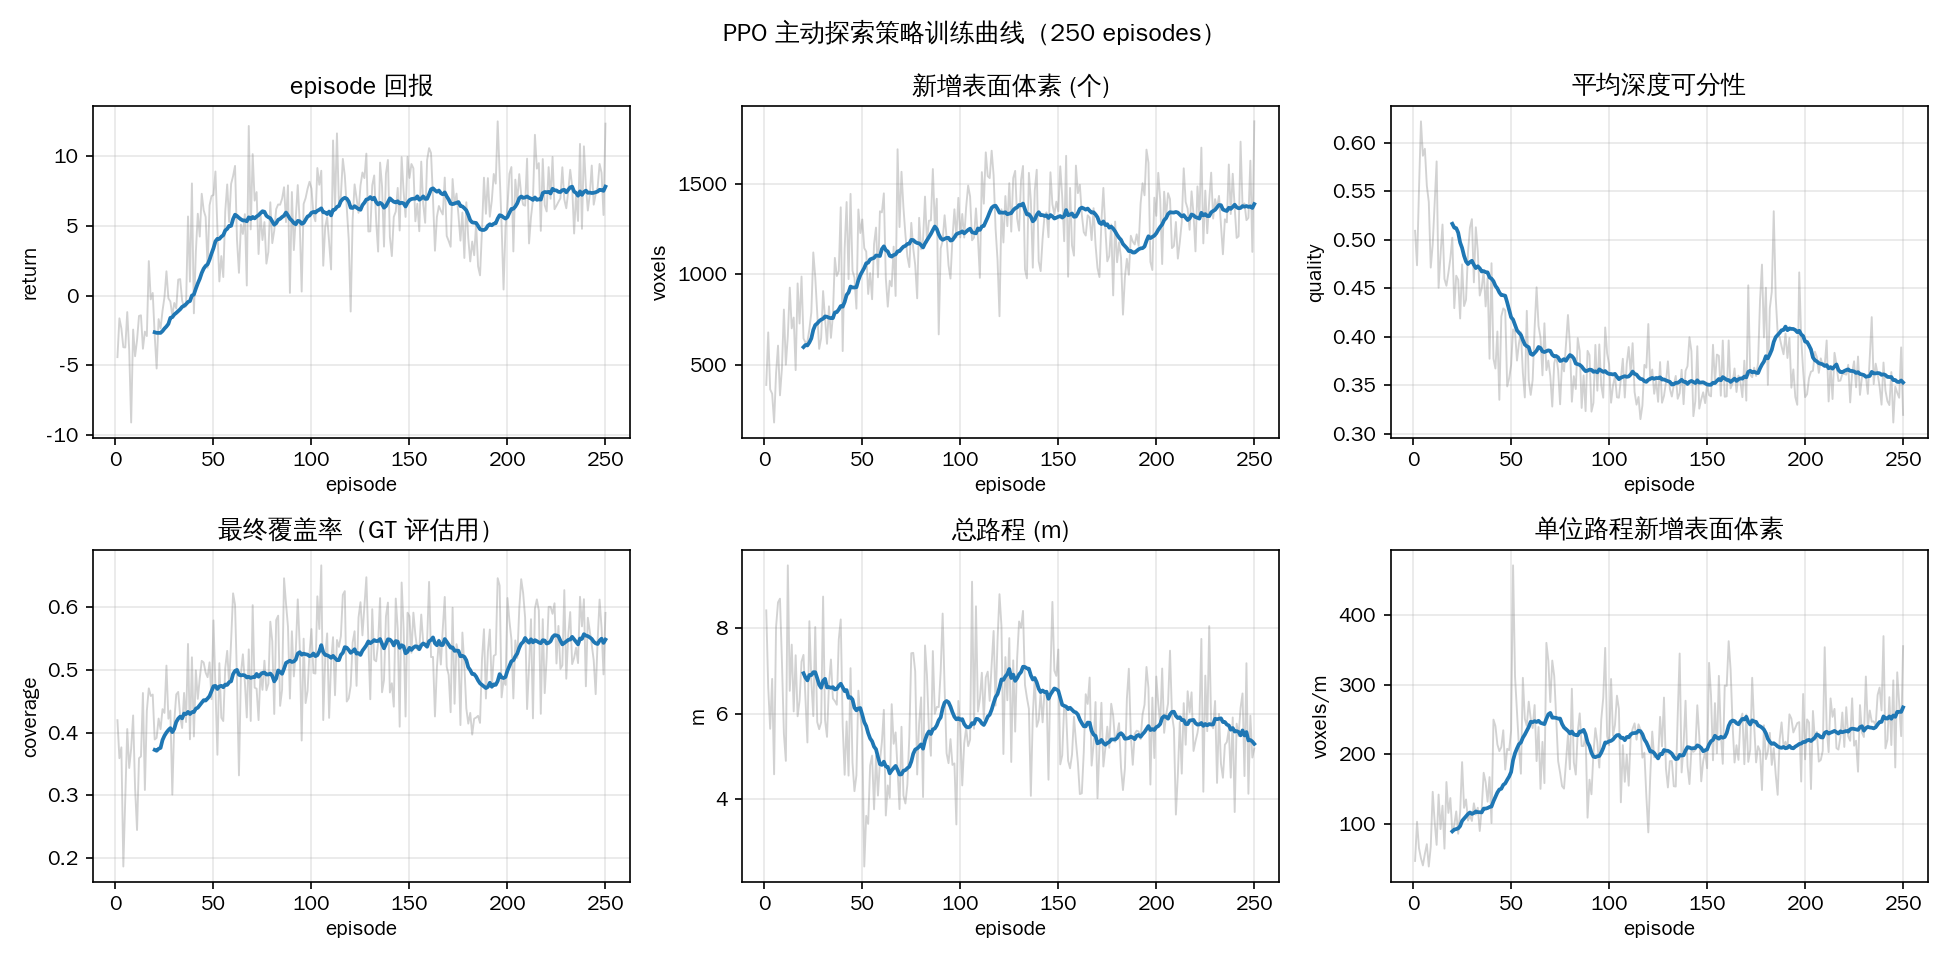 PPO 主动探索策略训练曲线（250 episodes）
episode 回报
return
10
5
0
-5
-10
0 50 100 150 200 250
episode
新增表面体素 (个)
voxels
1500
1000
500
0 50 100 150 200 250
episode
平均深度可分性
quality
0.60
0.55
0.50
0.45
0.40
0.35
0.30
0 50 100 150 200 250
episode
最终覆盖率（GT 评估用）
coverage
0.6
0.5
0.4
0.3
0.2
0 50 100 150 200 250
episode
总路程 (m)
m
8
6
4
0 50 100 150 200 250
episode
单位路程新增表面体素
voxels/m
400
300
200
100
0 50 100 150 200 250
episode